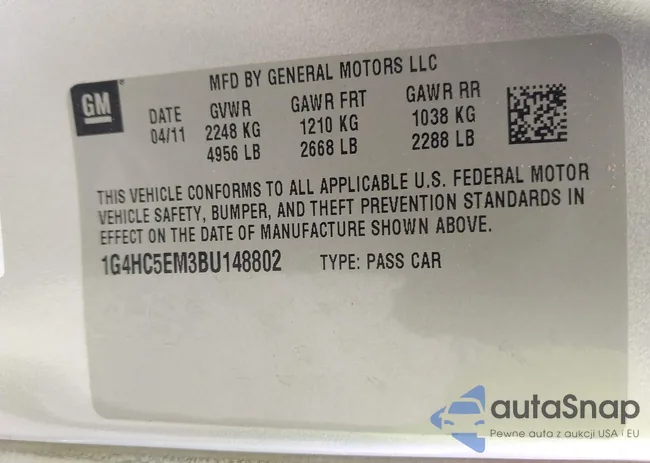 MFD BY GENERAL MOTORS LLC
GM
DATE GVWR GAWR FRT GAWR RR
04/11 2248 KG 1210 KG 1038 KG
4956 LB 2668 LB 2288 LB
THIS VEHICLE CONFORMS TO ALL APPLICABLE U.S. FEDERAL MOTOR
VEHICLE SAFETY, BUMPER, AND THEFT PREVENTION STANDARDS IN
EFFECT ON THE DATE OF MANUFACTURE SHOWN ABOVE.
1G4HC5EM3BU148802 TYPE: PASS CAR
autaSnap
Pewne auta z aukcji USA i EU